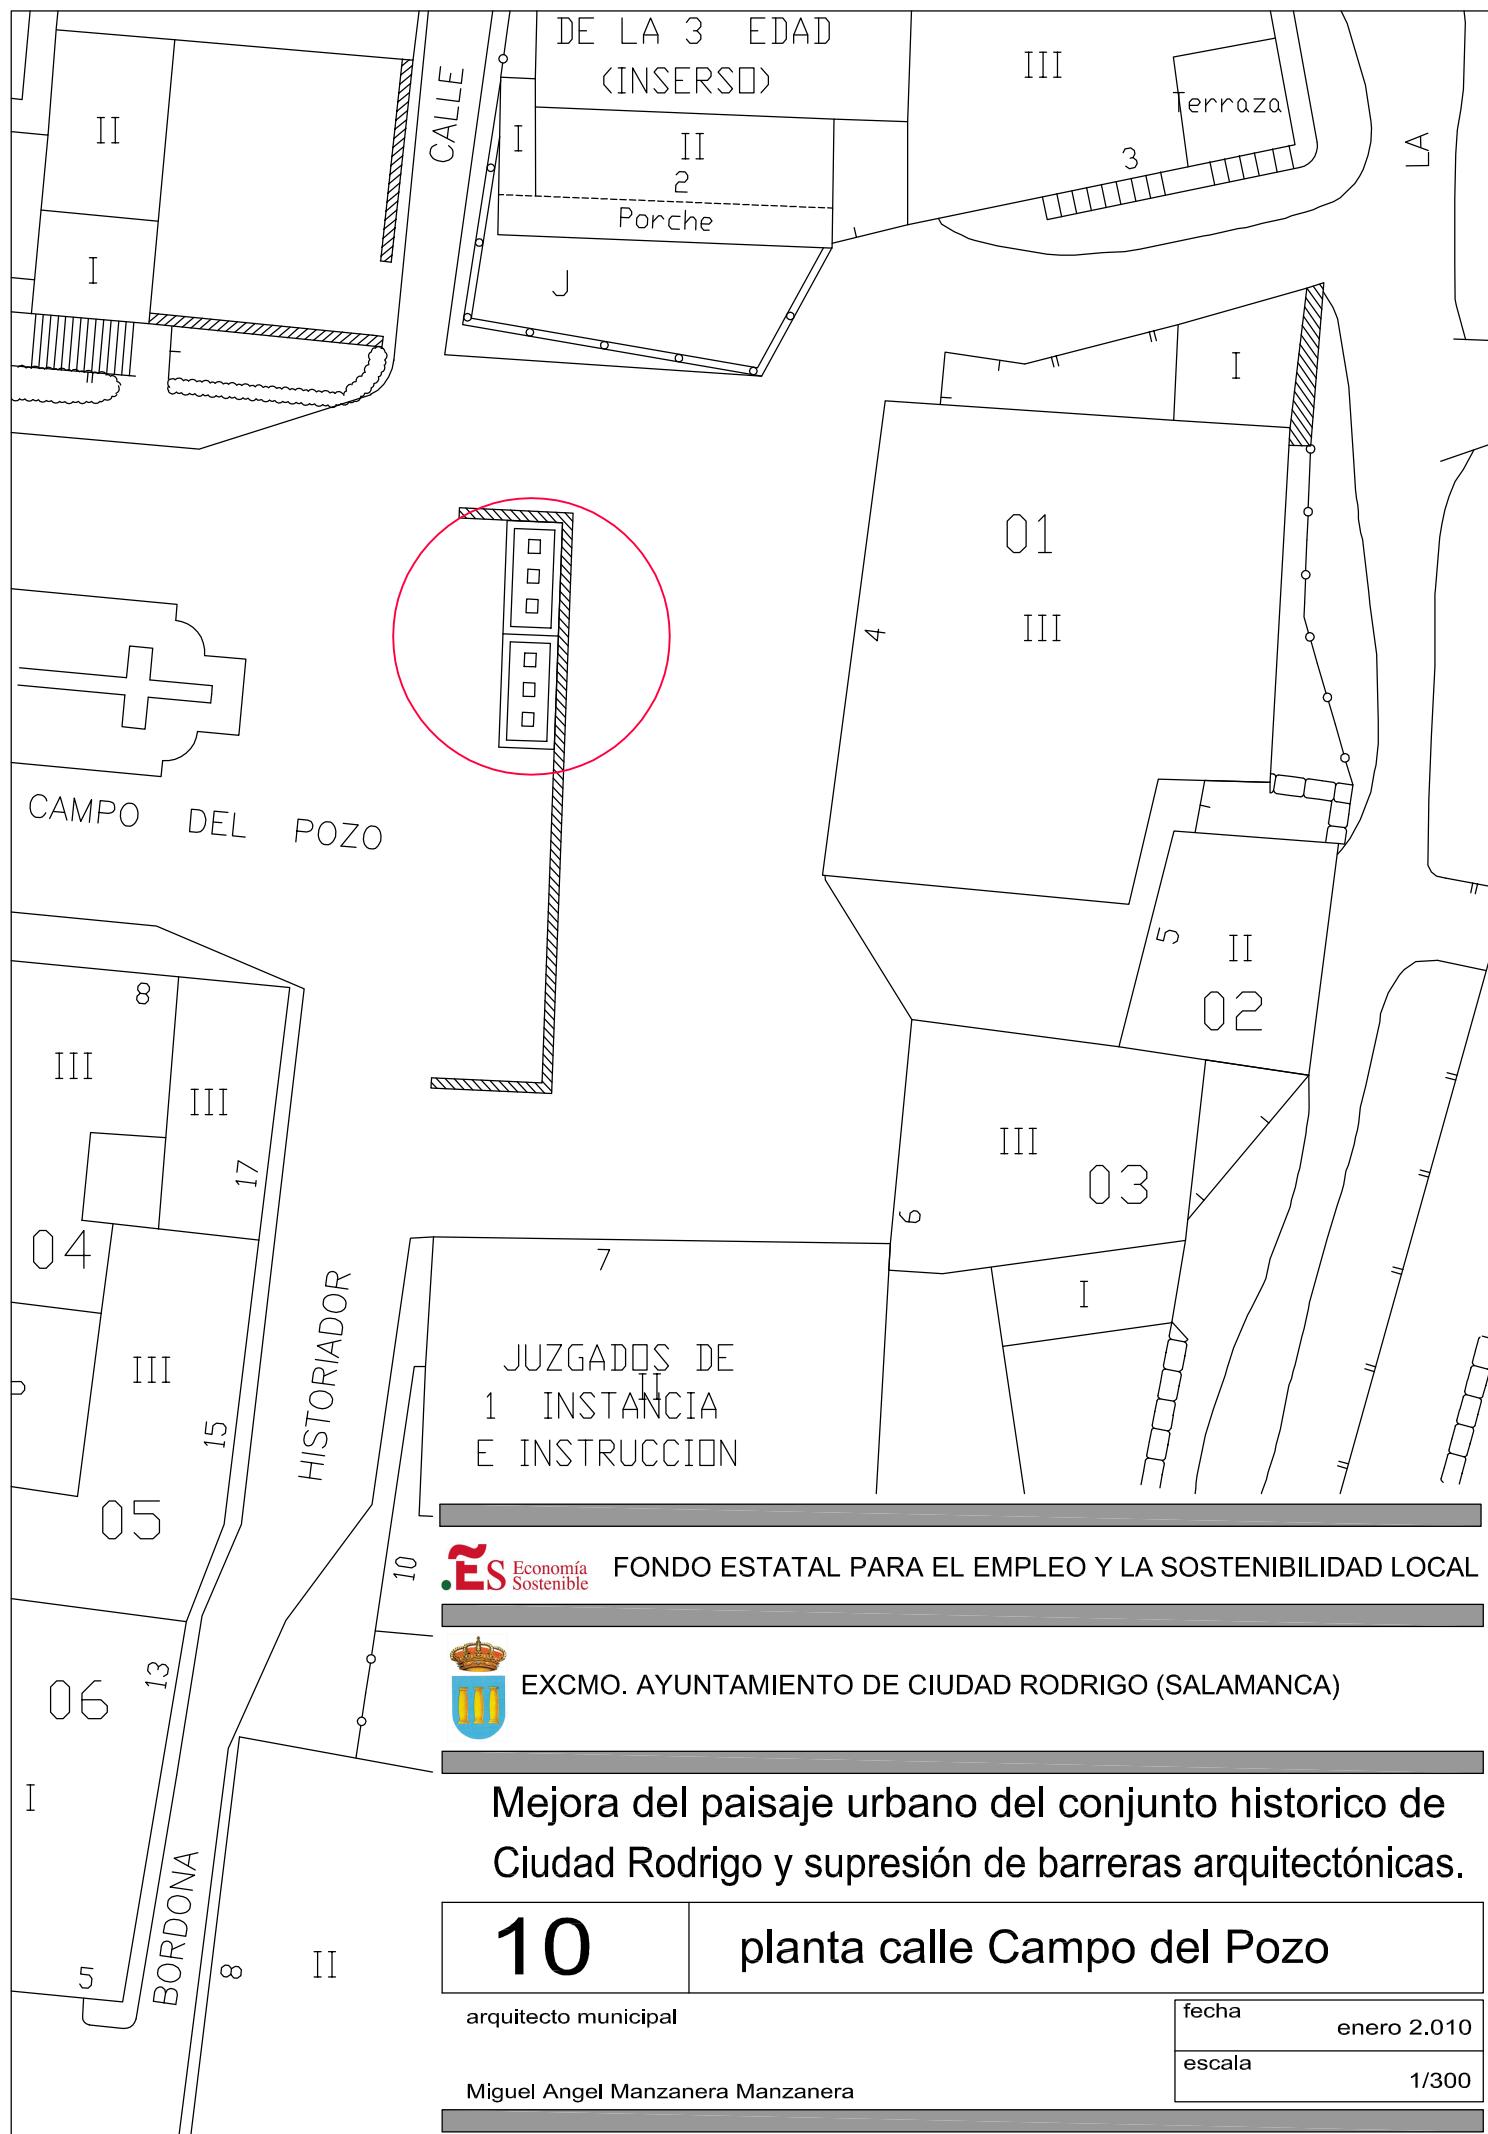 DE LA 3 EDAD
(INSERSO)
III
Terraza
CALLE
LA
II
I
II
2
3
Porche
I
J
I
01
III
4
CAMPO DEL POZO
5
II
02
8
III
III
III
03
17
6
04
7
I
HISTORIADOR
III
JUZGADOS DE
II
1 INSTANCIA
E INSTRUCCION
15
05
10
ES Economía
Sostenible
FONDO ESTATAL PARA EL EMPLEO Y LA SOSTENIBILIDAD LOCAL
13
06
EXCMO. AYUNTAMIENTO DE CIUDAD RODRIGO (SALAMANCA)
I
Mejora del paisaje urbano del conjunto historico de
Ciudad Rodrigo y supresión de barreras arquitectónicas.
BORDONA
5
8
II
10
planta calle Campo del Pozo
arquitecto municipal
fecha
enero 2.010
escala
1/300
Miguel Angel Manzanera Manzanera